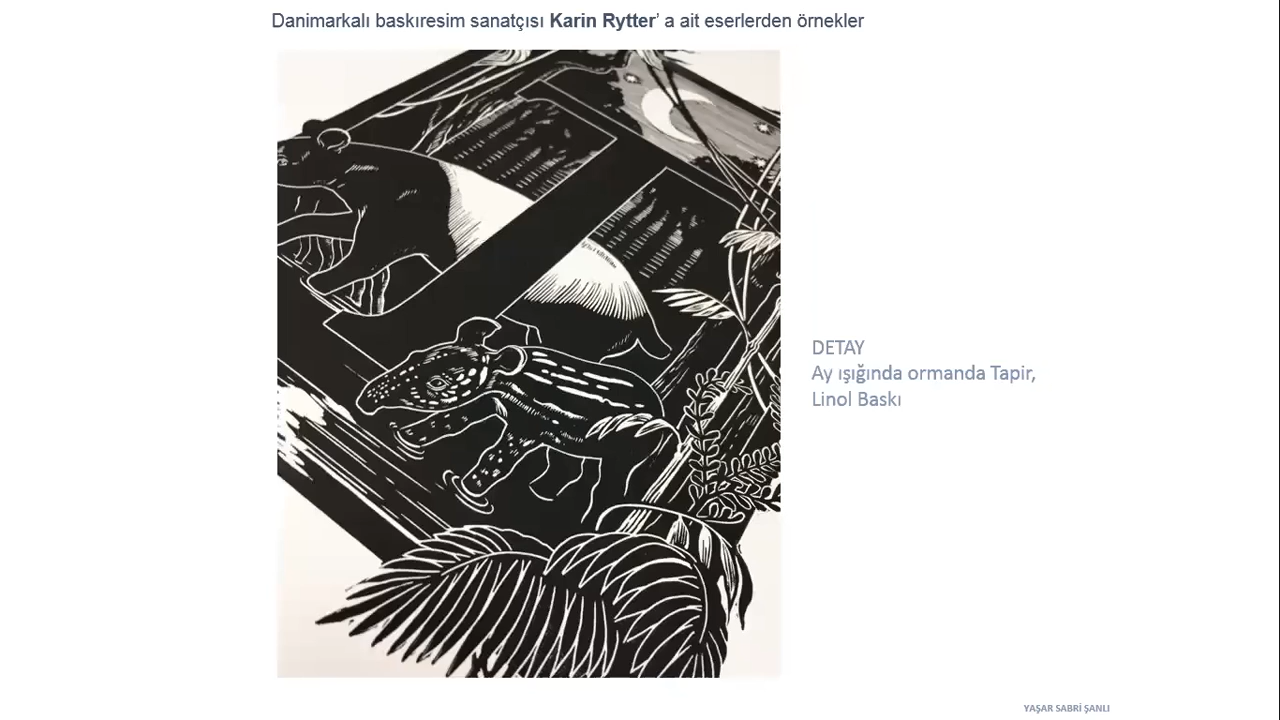 Danimarkalı baskıresim sanatçısı Karin Rytter’ a ait eserlerden örnekler
DETAY
Ay ışığında ormanda Tapir,
Linol Baskı
YAŞAR SABRİ ŞANLI